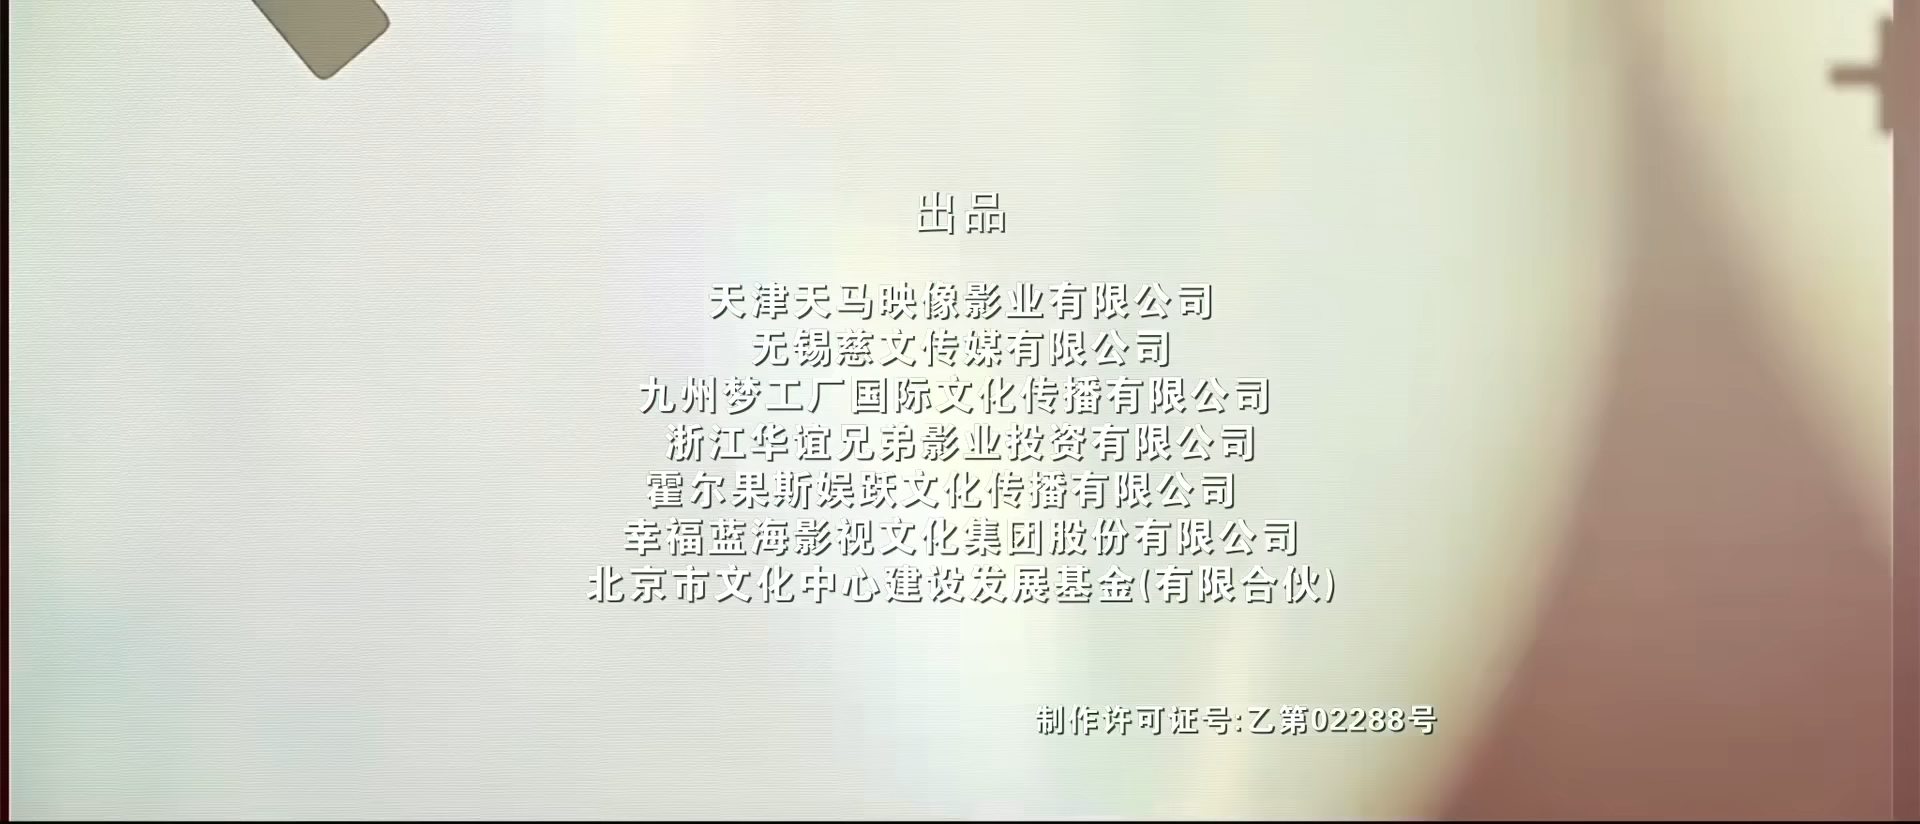 出品
天津天马映像影业有限公司
无锡慈文传媒有限公司
九州梦工厂国际文化传播有限公司
浙江华谊兄弟影业投资有限公司
霍尔果斯娱跃文化传播有限公司
幸福蓝海影视文化集团股份有限公司
北京市文化中心建设发展基金(有限合伙)
制作许可证号:乙第02288号